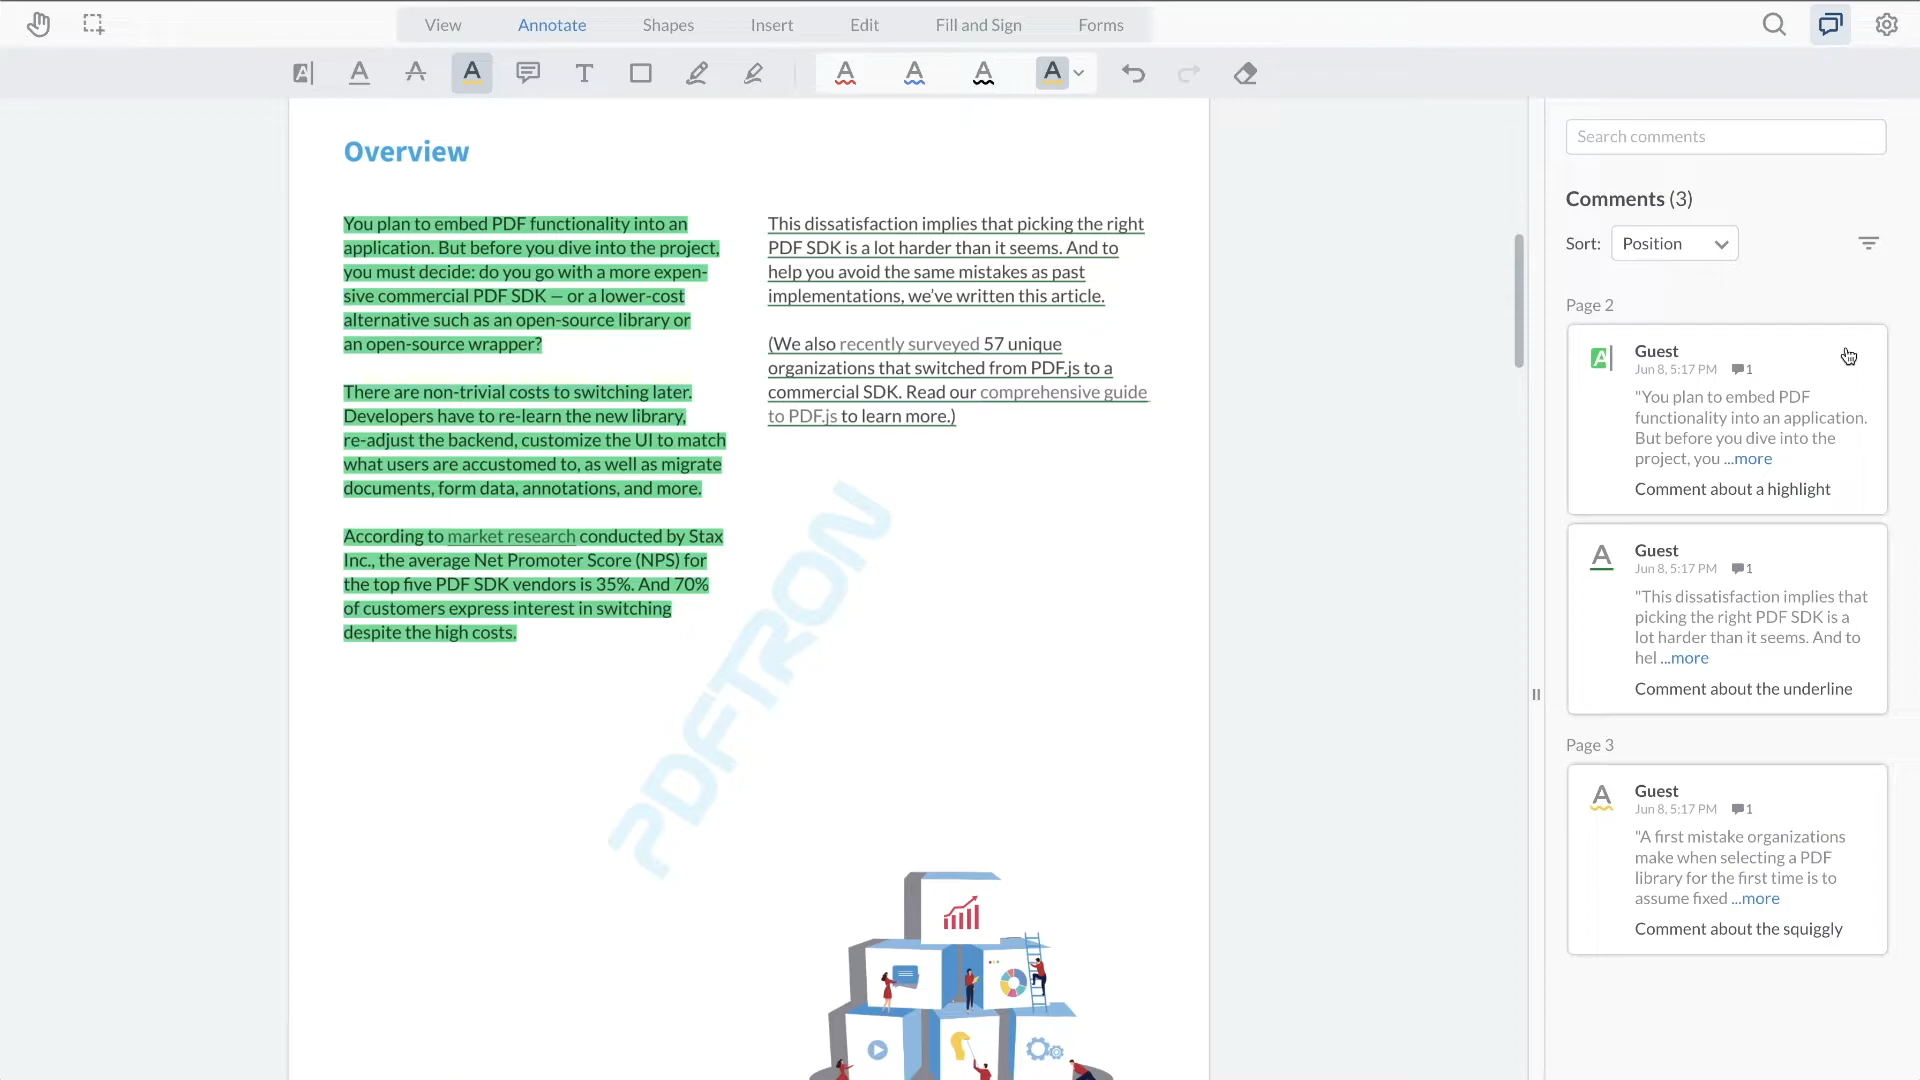 View
Annotate
Shapes
Insert
Edit
Fill and Sign
Forms
Overview
You plan to embed PDF functionality into an
application. But before you dive into the project,
you must decide: do you go with a more expen-
sive commercial PDF SDK — or a lower-cost
alternative such as an open-source library or
an open-source wrapper?
There are non-trivial costs to switching later.
Developers have to re-learn the new library,
re-adjust the backend, customize the UI to match
what users are accustomed to, as well as migrate
documents, form data, annotations, and more.
According to market research conducted by Stax
Inc., the average Net Promoter Score (NPS) for
the top five PDF SDK vendors is 35%. And 70%
of customers express interest in switching
despite the high costs.
This dissatisfaction implies that picking the right
PDF SDK is a lot harder than it seems. And to
help you avoid the same mistakes as past
implementations, we've written this article.
(We also recently surveyed 57 unique
organizations that switched from PDF.js to a
commercial SDK. Read our comprehensive guide
to PDF.js to learn more.)
PDFTRON
Search comments
Comments (3)
Sort: Position
Page 2
Guest
Jun 8, 5:17 PM 1
"You plan to embed PDF
functionality into an application.
But before you dive into the
project, you ...more
Comment about a highlight
Guest
Jun 8, 5:17 PM 1
"This dissatisfaction implies that
picking the right PDF SDK is a
lot harder than it seems. And to
hel ...more
Comment about the underline
Page 3
Guest
Jun 8, 5:17 PM 1
"A first mistake organizations
make when selecting a PDF
library for the first time is to
assume fixed ...more
Comment about the squiggly